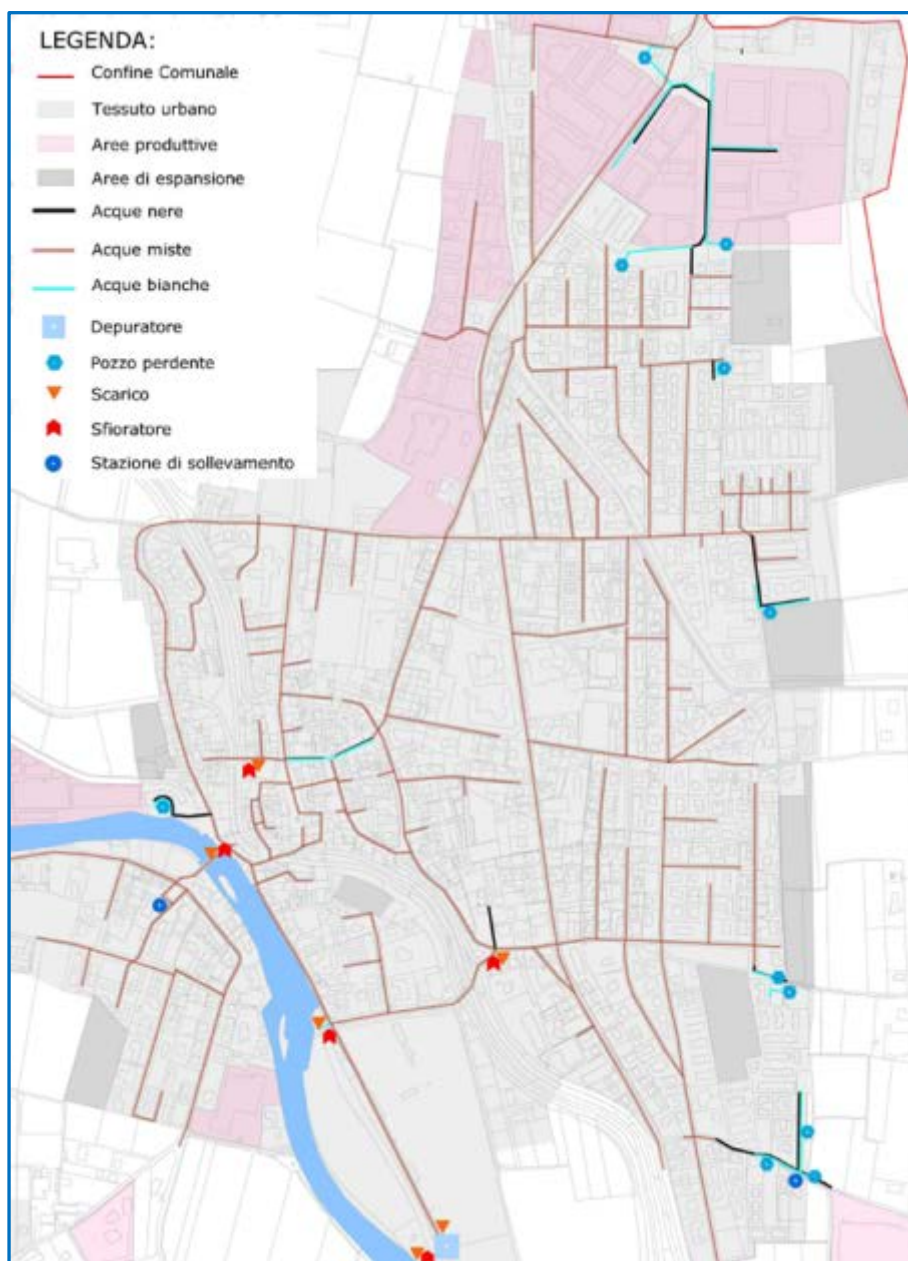 LEGENDA:
Confine Comunale
Tessuto urbano
Aree produttive
Aree di espansione
Acque nere
Acque miste
Acque bianche
Depuratore
Pozzo perdente
Scarico
Sfioratore
Stazione di sollevamento